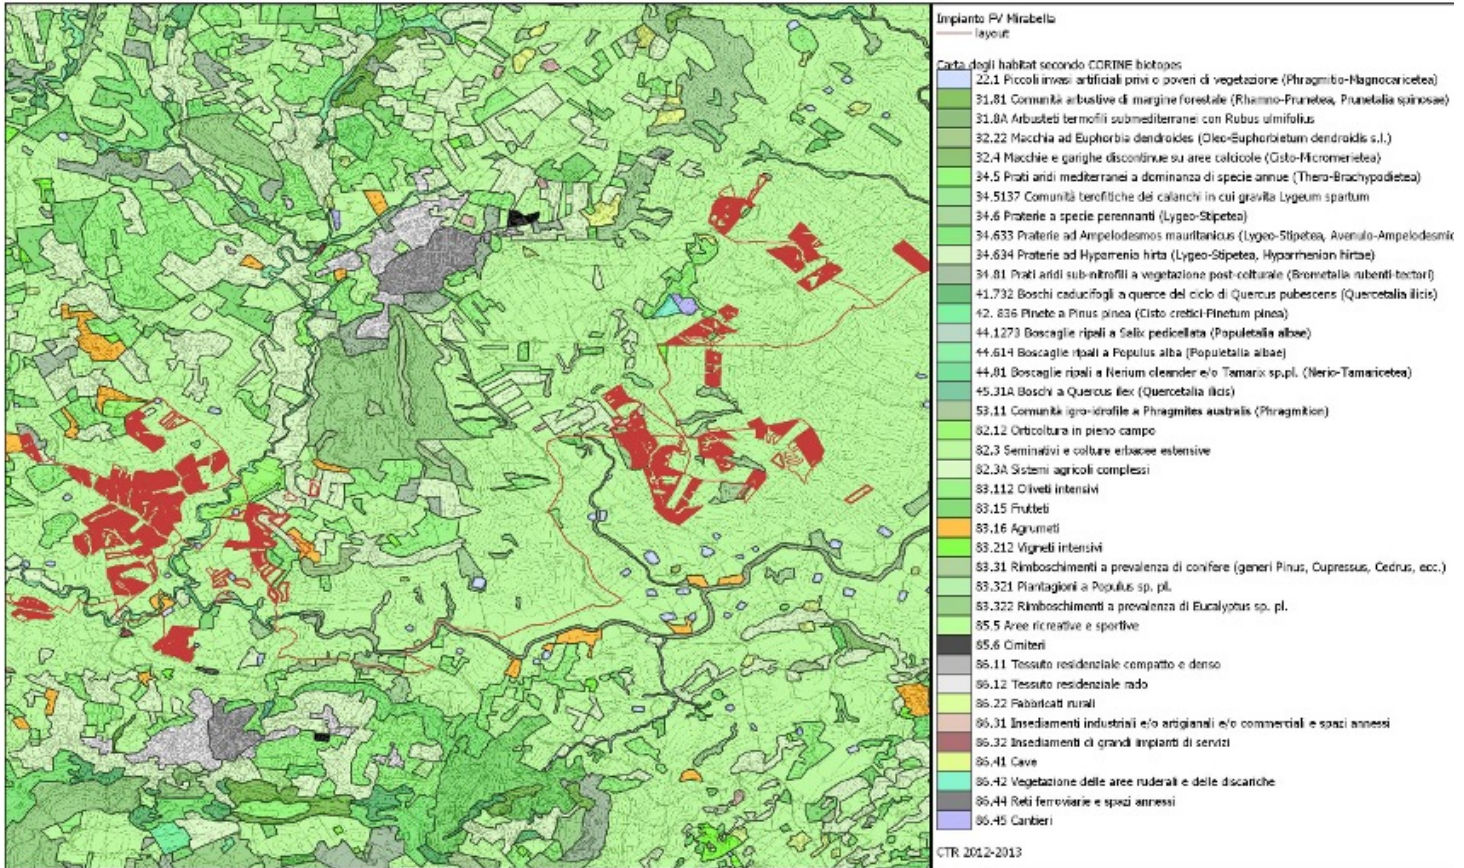 Impianto FV Mirabella
layout
Carta degli habitat secondo CORINE biotopes
22.1 Piccoli invasi artificiali privi o poveri di vegetazione (Phragmitio-Magnocaricetea)
31.81 Comunità arbustive di margine forestale (Rhamno-Prunetea, Prunetalia spinosae)
31.8A Arbusteti termofili submediterranei con Rubus ulmifolius
32.22 Macchia ad Euphorbia dendroides (Oleo-Euphorbietum dendroidis s.l.)
32.4 Macchie e garighe discontinue su aree calcicole (Cisto-Micromerietea)
34.5 Prati aridi mediterranei a dominanza di specie annue (Thero-Brachypodietea)
34.5137 Comunità terofitiche dei calanchi in cui gravita Lygeum spartum
34.6 Praterie a specie perennanti (Lygeo-Stipetea)
34.633 Praterie ad Ampelodesmos mauritanicus (Lygeo-Stipetea, Avenulo-Ampelodesmic
34.634 Praterie ad Hyparrenia hirta (Lygeo-Stipetea, Hyparrhenion hirtae)
34.81 Prati aridi sub-nitrofili a vegetazione post-colturale (Brometalia rubenti-tectori)
41.732 Boschi caducifogli a querce del ciclo di Quercus pubescens (Quercetalia ilicis)
42. 836 Pinete a Pinus pinea (Cisto cretici-Pinetum pinea)
44.1273 Boscaglie ripali a Salix pedicellata (Populetalia albae)
44.614 Boscaglie ripali a Populus alba (Populetalia albae)
44.81 Boscaglie ripali a Nerium oleander e/o Tamarix sp.pl. (Nerio-Tamaricetea)
45.31A Boschi a Quercus ilex (Quercetalia ilicis)
53.11 Comunità igro-idrofile a Phragmites australis (Phragmition)
82.12 Orticoltura in pieno campo
82.3 Seminativi e colture erbacee estensive
82.3A Sistemi agricoli complessi
83.112 Oliveti intensivi
83.15 Frutteti
83.16 Agrumeti
83.212 Vigneti intensivi
83.31 Rimboschimenti a prevalenza di conifere (generi Pinus, Cupressus, Cedrus, ecc.)
83.321 Piantagioni a Populus sp. pl.
83.322 Rimboschimenti a prevalenza di Eucalyptus sp. pl.
85.5 Aree ricreative e sportive
85.6 Cimiteri
86.11 Tessuto residenziale compatto e denso
86.12 Tessuto residenziale rado
86.22 Fabbricati rurali
86.31 Insediamenti industriali e/o artigianali e/o commerciali e spazi annessi
86.32 Insediamenti di grandi impianti di servizi
86.41 Cave
86.42 Vegetazione delle aree ruderali e delle discariche
86.44 Reti ferroviarie e spazi annessi
86.45 Cantieri
CTR 2012-2013